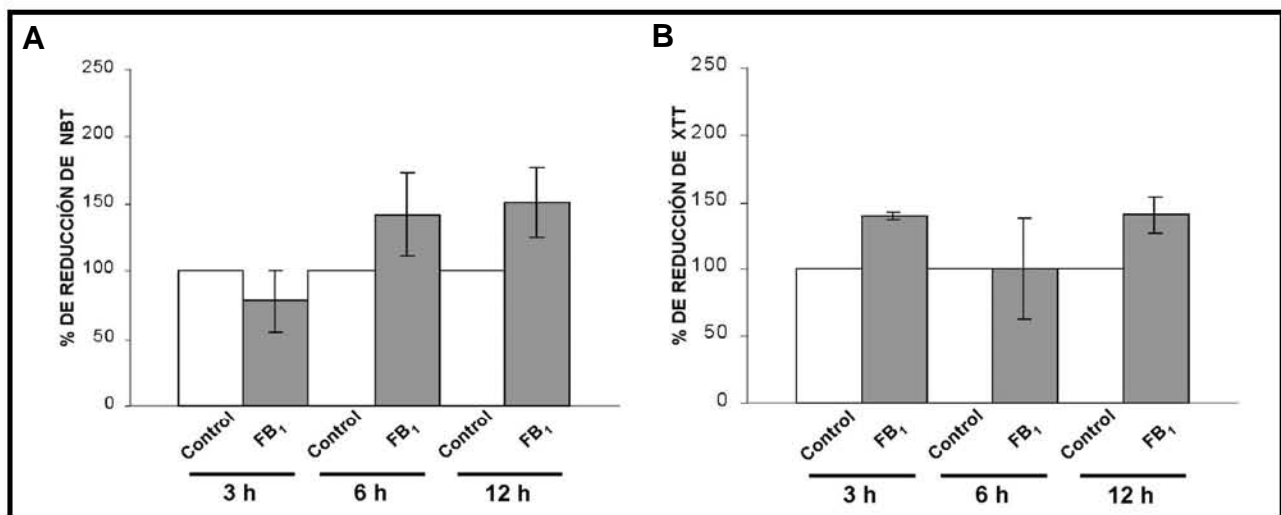 A
% DE REDUCCIÓN DE NBT
250
200
150
100
50
0
Control
FB₁
Control
FB₁
Control
FB₁
3 h
6 h
12 h
B
% DE REDUCCIÓN DE XTT
250
200
150
100
50
0
Control
FB₁
Control
FB₁
Control
FB₁
3 h
6 h
12 h